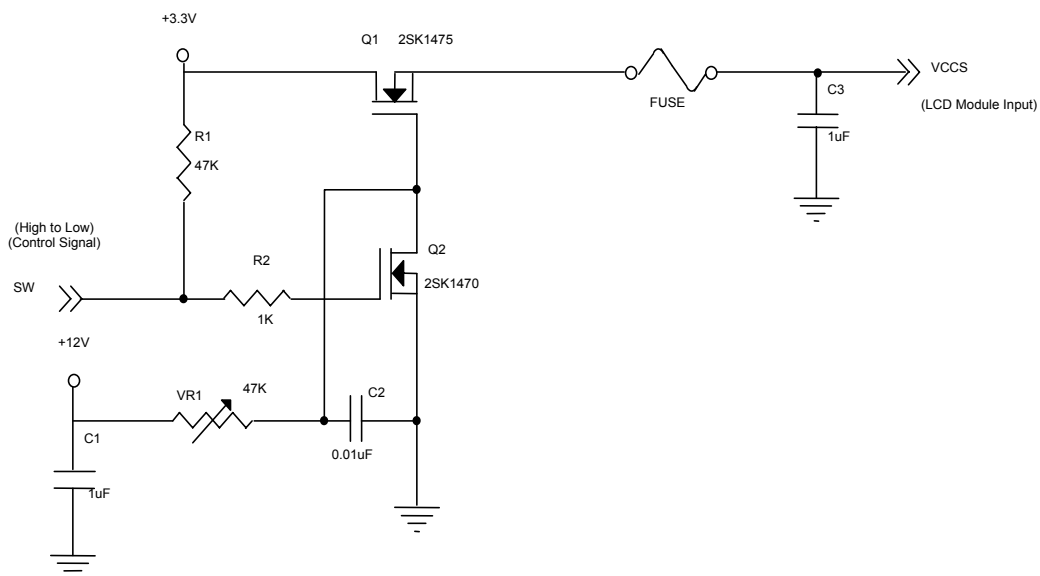 +3.3V
Q1 2SK1475
FUSE
VCCS
(LCD Module Input)
C3
1uF
R1
47K
(High to Low)
(Control Signal)
SW
R2
1K
Q2
2SK1470
+12V
VR1
47K
C2
0.01uF
C1
1uF